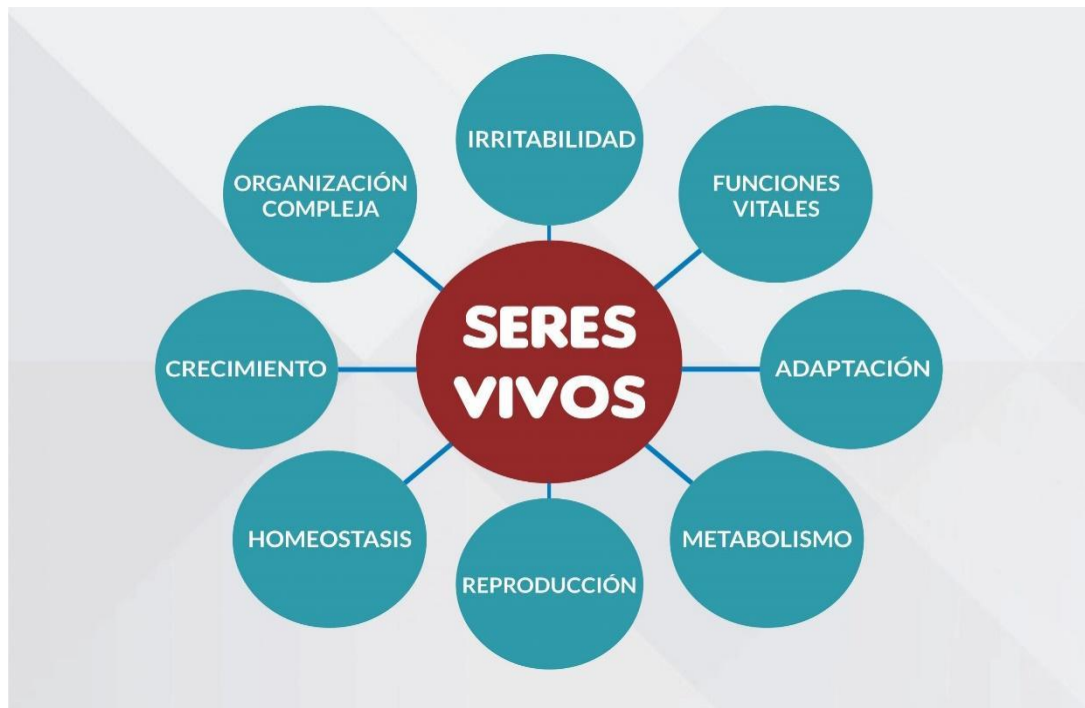 IRRITABILIDAD
ORGANIZACIÓN
COMPLEJA
FUNCIONES
VITALES
SERES
VIVOS
CRECIMIENTO
ADAPTACIÓN
HOMEOSTASIS
METABOLISMO
REPRODUCCIÓN